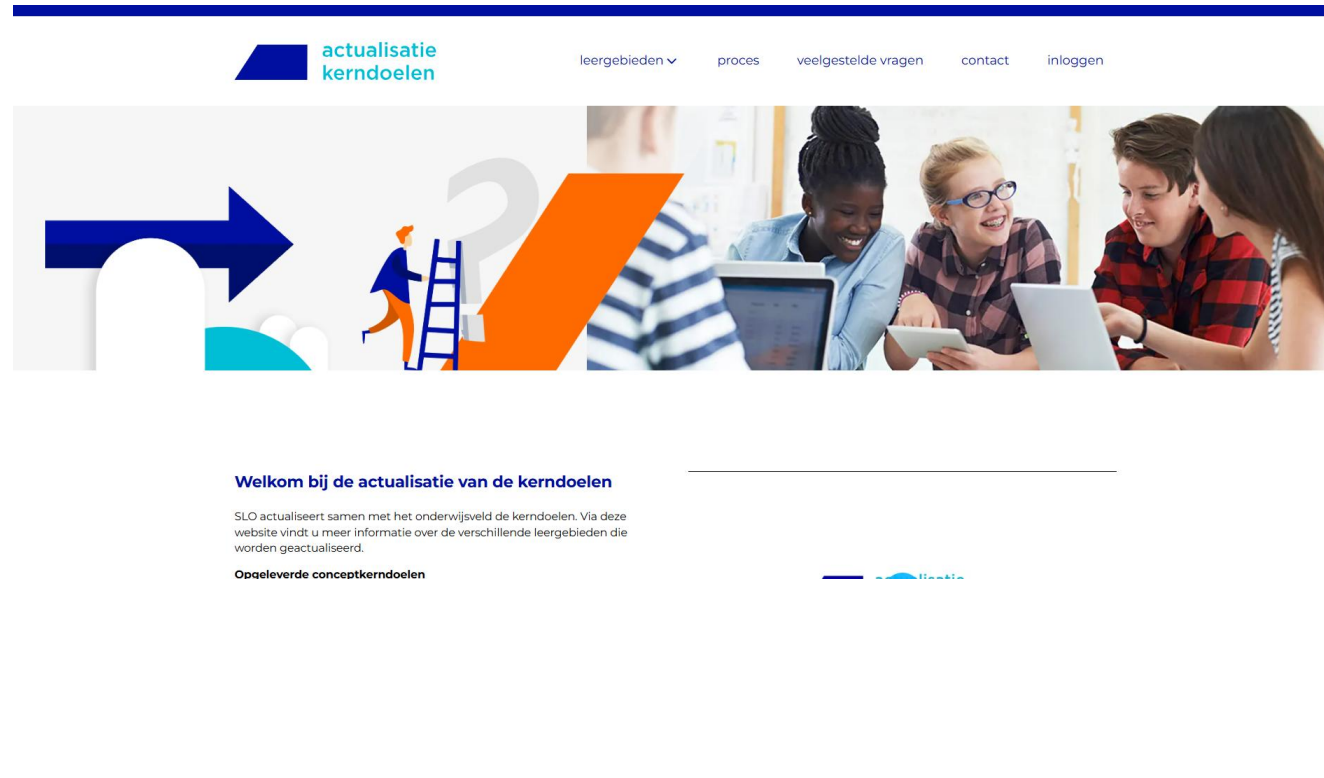 actualisatie
kerndoelen
leergebieden
proces
veelgestelde vragen
contact
inloggen
?
Welkom bij de actualisatie van de kerndoelen
SLO actualiseert samen met het onderwijsveld de kerndoelen. Via deze
website vindt u meer informatie over de verschillende leergebieden die
worden geactualiseerd.
Opgeleverde conceptkerndoelen